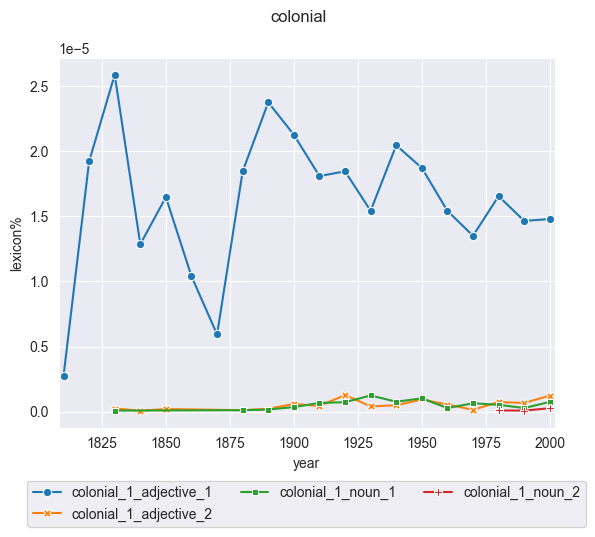 colonial
1e−5
2.5
2.0
1.5
1.0
0.5
0.0
lexicon%
1825 1850 1875 1900 1925 1950 1975 2000
year
colonial_1_adjective_1 colonial_1_noun_1 colonial_1_noun_2
colonial_1_adjective_2